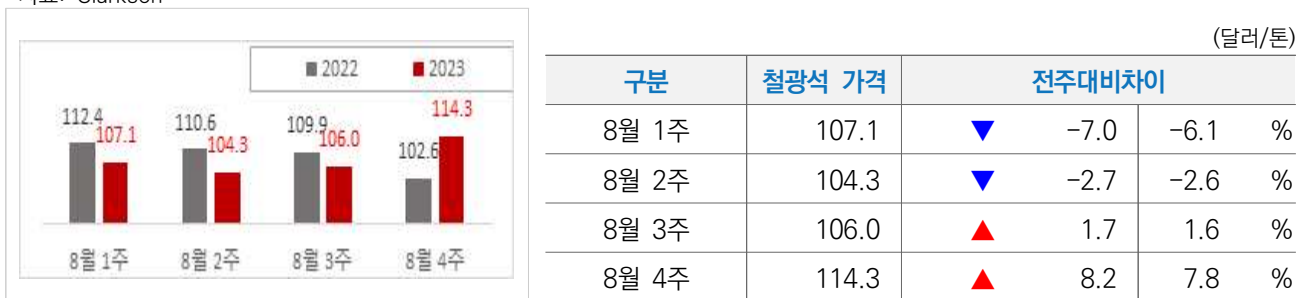 2022 2023
112.4 107.1 110.6 104.3 109.9 106.0 102.6 114.3
8월 1주 8월 2주 8월 3주 8월 4주
(달러/톤)
구분 철광석 가격 전주대비차이
8월 1주 107.1 ▼ -7.0 -6.1 %
8월 2주 104.3 ▼ -2.7 -2.6 %
8월 3주 106.0 ▲ 1.7 1.6 %
8월 4주 114.3 ▲ 8.2 7.8 %